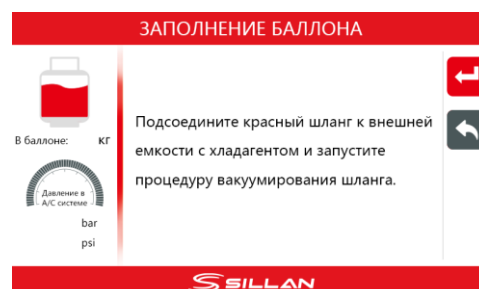 ЗАПОЛНЕНИЕ БАЛЛОНА
В баллоне: кг
Давление в
A/C системе
bar
psi
Подсоедините красный шланг к внешней
емкости с хладагентом и запустите
процедуру вакуумирования шланга.
SILLAN